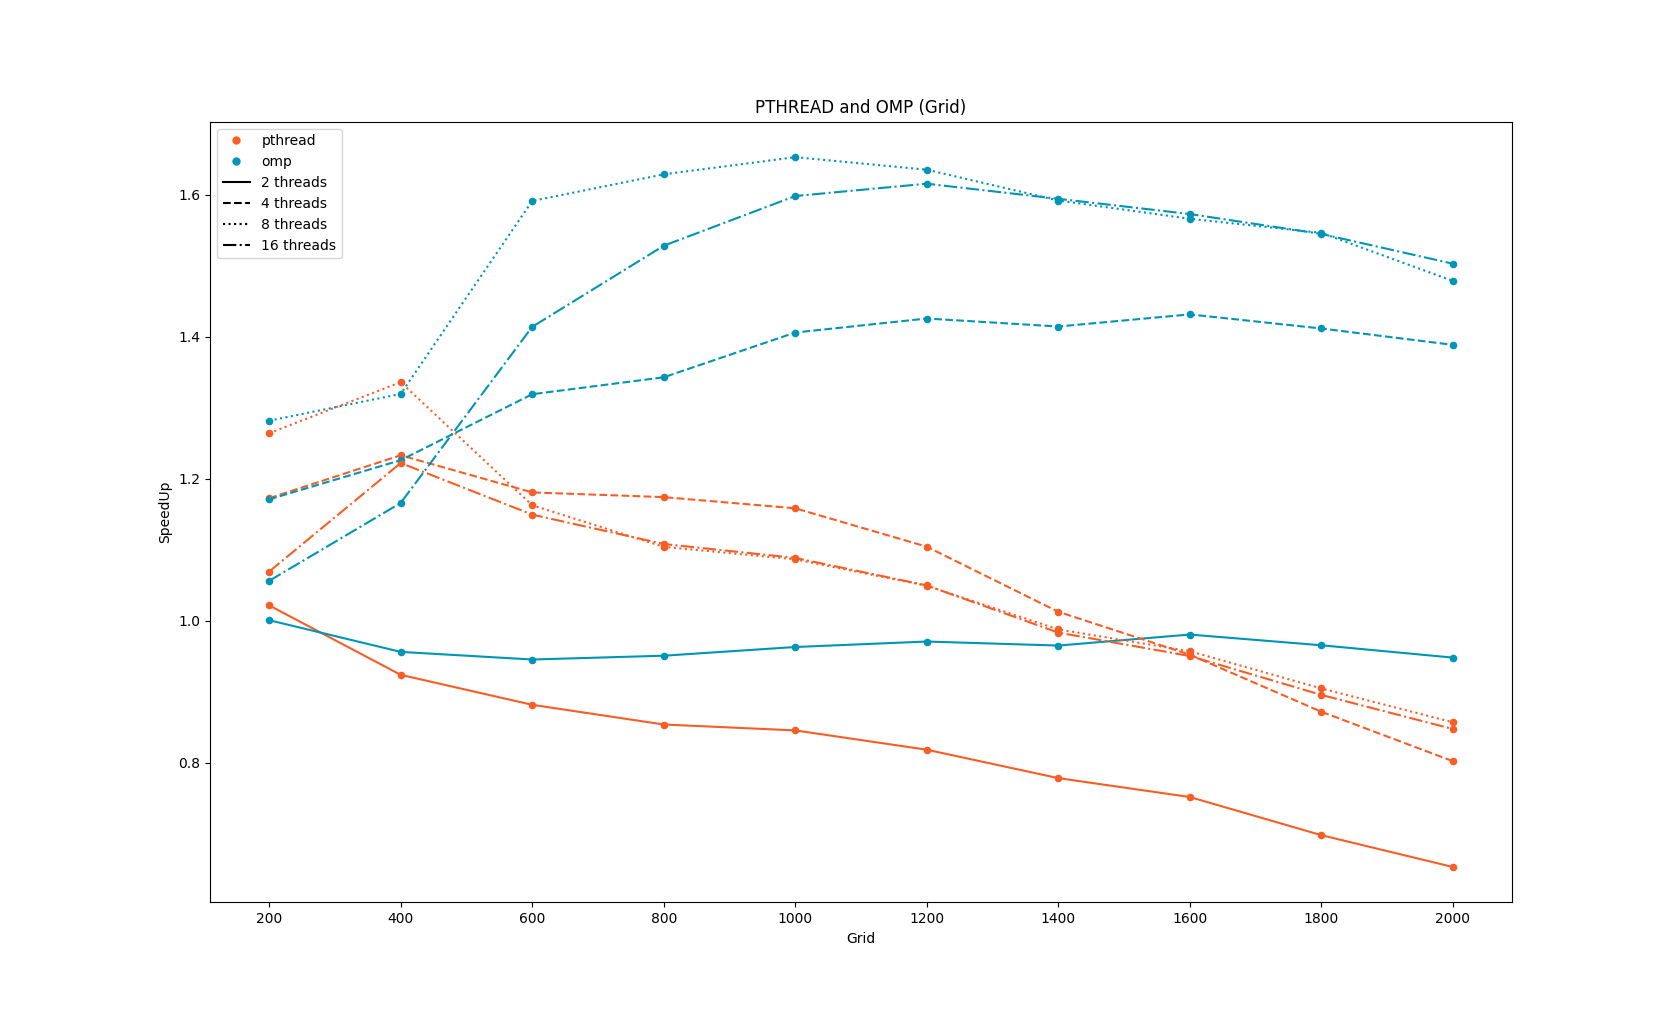 PTHREAD and OMP (Grid)
pthread
omp
2 threads
4 threads
8 threads
16 threads
SpeedUp
1.6
1.4
1.2
1.0
0.8
200 400 600 800 1000 1200 1400 1600 1800 2000
Grid